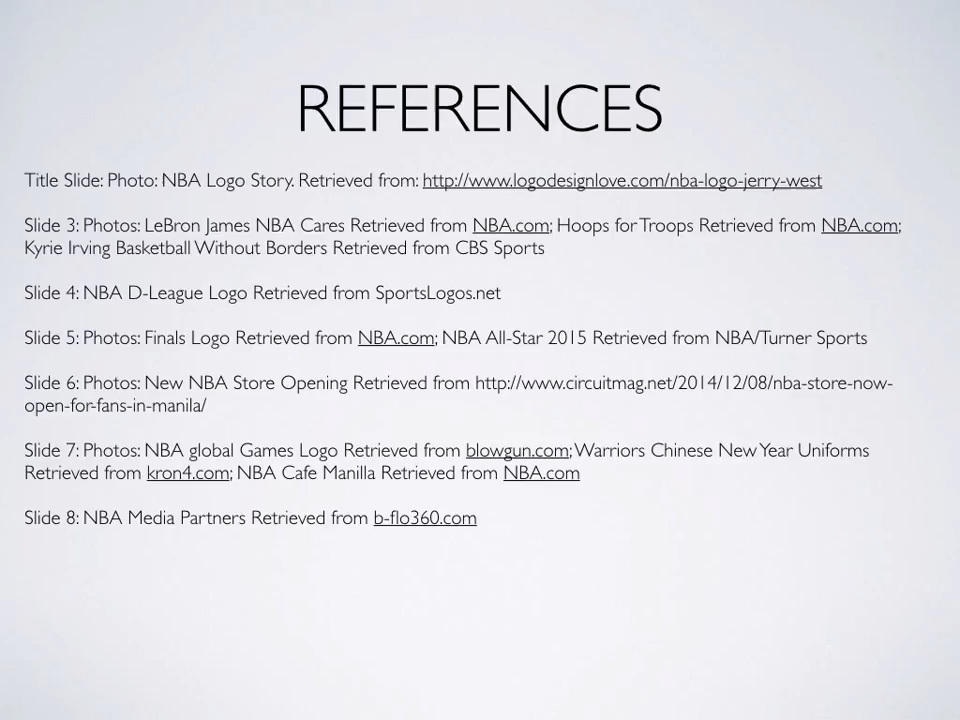 REFERENCES
Title Slide: Photo: NBA Logo Story. Retrieved from: http://www.logodesignlove.com/nba-logo-jerry-west
Slide 3: Photos: LeBron James NBA Cares Retrieved from NBA.com; Hoops for Troops Retrieved from NBA.com;
Kyrie Irving Basketball Without Borders Retrieved from CBS Sports
Slide 4: NBA D-League Logo Retrieved from SportsLogos.net
Slide 5: Photos: Finals Logo Retrieved from NBA.com; NBA All-Star 2015 Retrieved from NBA/Turner Sports
Slide 6: Photos: New NBA Store Opening Retrieved from http://www.circuitmag.net/2014/12/08/nba-store-now-
open-for-fans-in-manila/
Slide 7: Photos: NBA global Games Logo Retrieved from blowgun.com; Warriors Chinese New Year Uniforms
Retrieved from kron4.com; NBA Cafe Manilla Retrieved from NBA.com
Slide 8: NBA Media Partners Retrieved from b-flo360.com